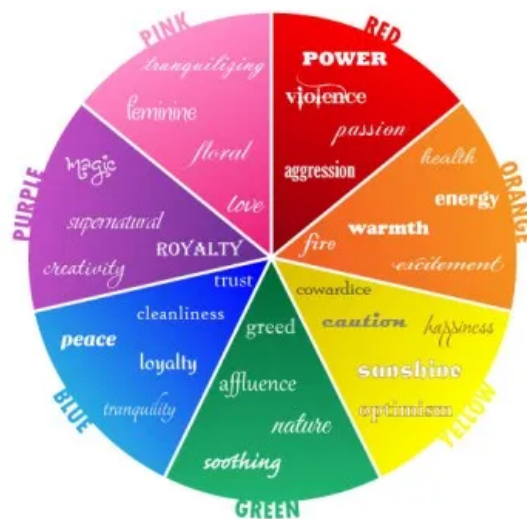 PINK
tranquilizing
feminine
floral
love
RED
POWER
violence
passion
aggression
ORANGE
health
energy
warmth
fire
excitement
YELLOW
cowardice
caution
happiness
sunshine
optimism
GREEN
greed
affluence
nature
soothing
BLUE
trust
cleanliness
peace
loyalty
tranquility
PURPLE
magic
supernatural
ROYALTY
creativity